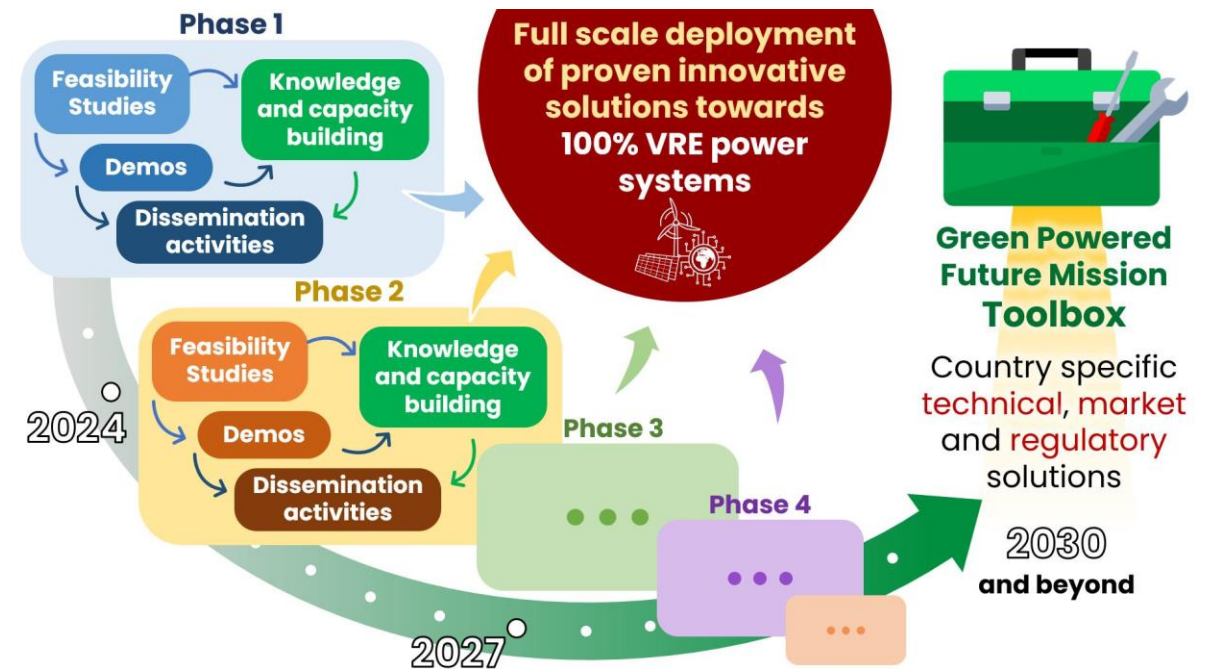 Phase 1
Feasibility
Studies
Knowledge
and capacity
building
Demos
Dissemination
activities
Full scale deployment
of proven innovative
solutions towards
100% VRE power
systems
Phase 2
Feasibility
Studies
Knowledge
and capacity
building
Demos
Dissemination
activities
Phase 3
Phase 4
2024
2027
Green Powered
Future Mission
Toolbox
Country specific
technical, market
and regulatory
solutions
2030
and beyond